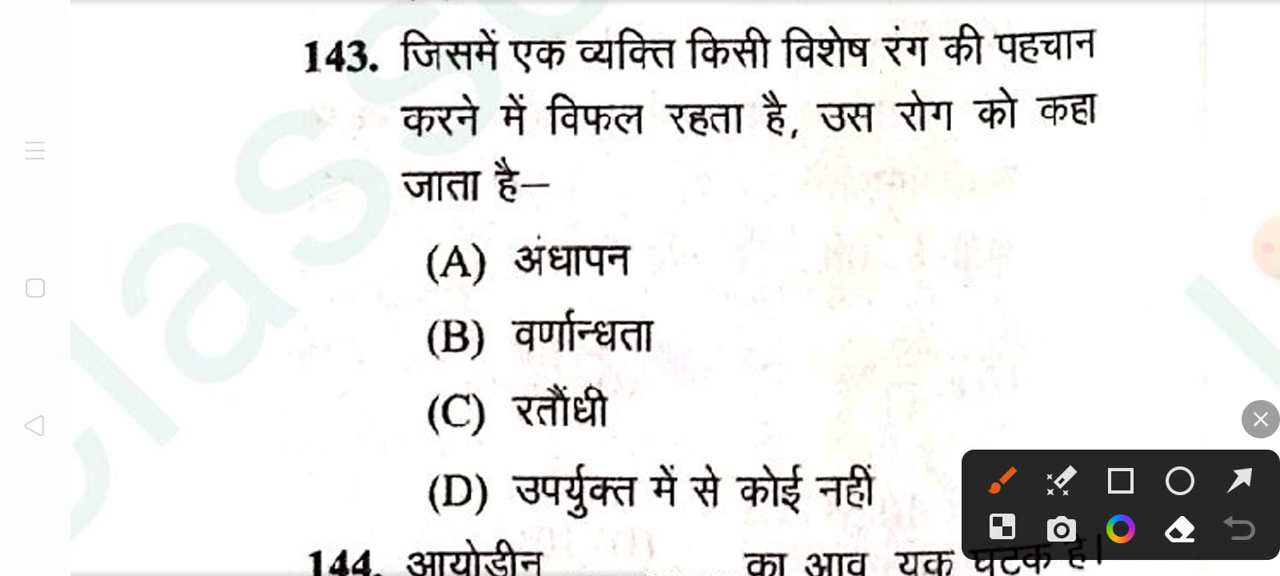 143. जिसमें एक व्यक्ति किसी विशेष रंग की पहचान
करने में विफल रहता है, उस रोग को कहा
जाता है–
(A) अंधापन
(B) वर्णान्धता
(C) रतौंधी
(D) उपर्युक्त में से कोई नहीं
144. आयोडीन का आव यक घटक है।